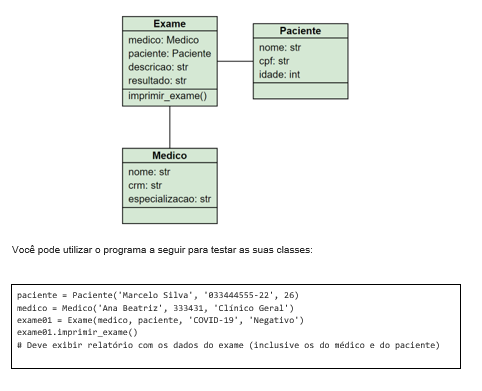 Exame
medico: Medico
paciente: Paciente
descricao: str
resultado: str
imprimir_exame()
Paciente
nome: str
cpf: str
idade: int
Medico
nome: str
crm: str
especializacao: str
Você pode utilizar o programa a seguir para testar as suas classes:
paciente = Paciente('Marcelo Silva', '033444555-22', 26)
medico = Medico('Ana Beatriz', 333431, 'Clínico Geral')
exame01 = Exame(medico, paciente, 'COVID-19', 'Negativo')
exame01.imprimir_exame()
# Deve exibir relatório com os dados do exame (inclusive os do médico e do paciente)